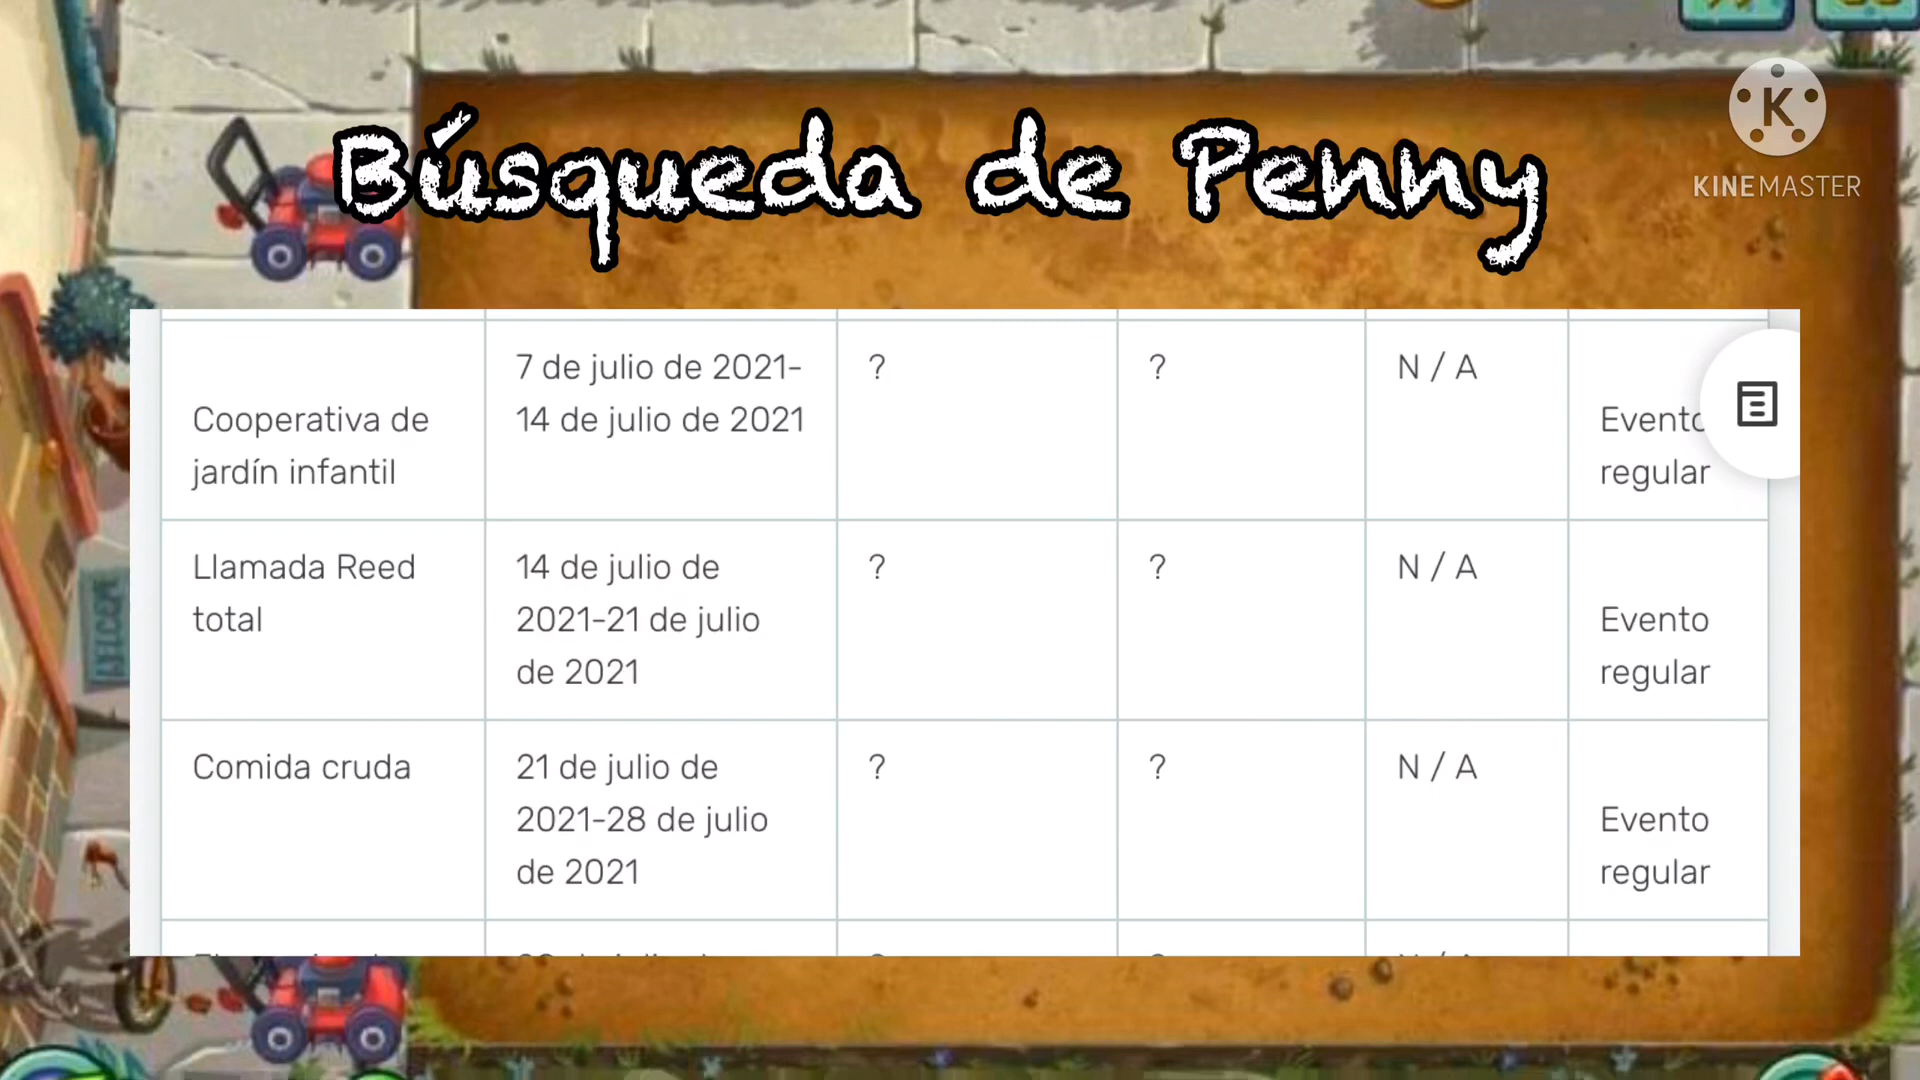 Búsqueda de Penny
K
KINEMASTER
Cooperativa de
jardín infantil
7 de julio de 2021-
14 de julio de 2021
?
?
N / A
Evento
regular
Llamada Reed
total
14 de julio de
2021-21 de julio
de 2021
?
?
N / A
Evento
regular
Comida cruda
21 de julio de
2021-28 de julio
de 2021
?
?
N / A
Evento
regular